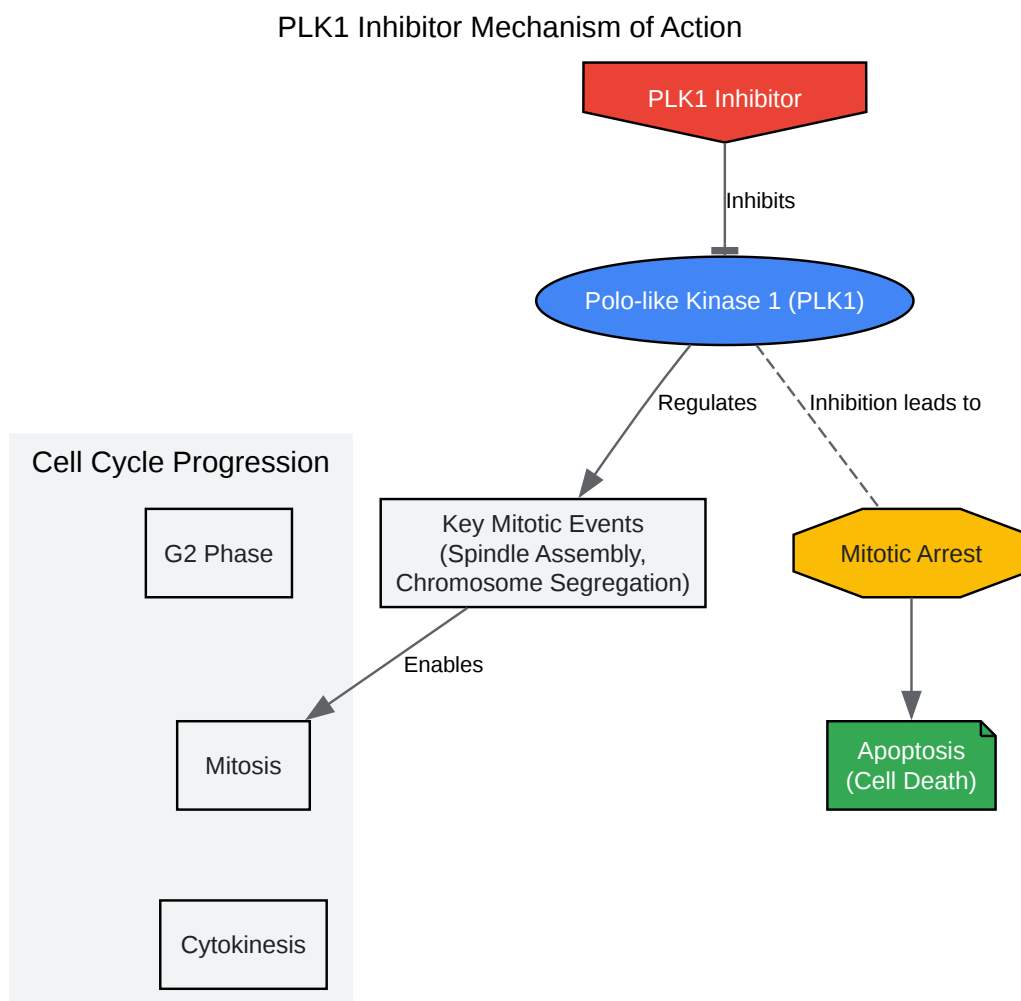 PLK1 Inhibitor Mechanism of Action
PLK1 Inhibitor
Inhibits
Polo-like Kinase 1 (PLK1)
Regulates
Inhibition leads to
Cell Cycle Progression
G2 Phase
Key Mitotic Events
(Spindle Assembly,
Chromosome Segregation)
Mitotic Arrest
Enables
Mitosis
Apoptosis
(Cell Death)
Cytokinesis